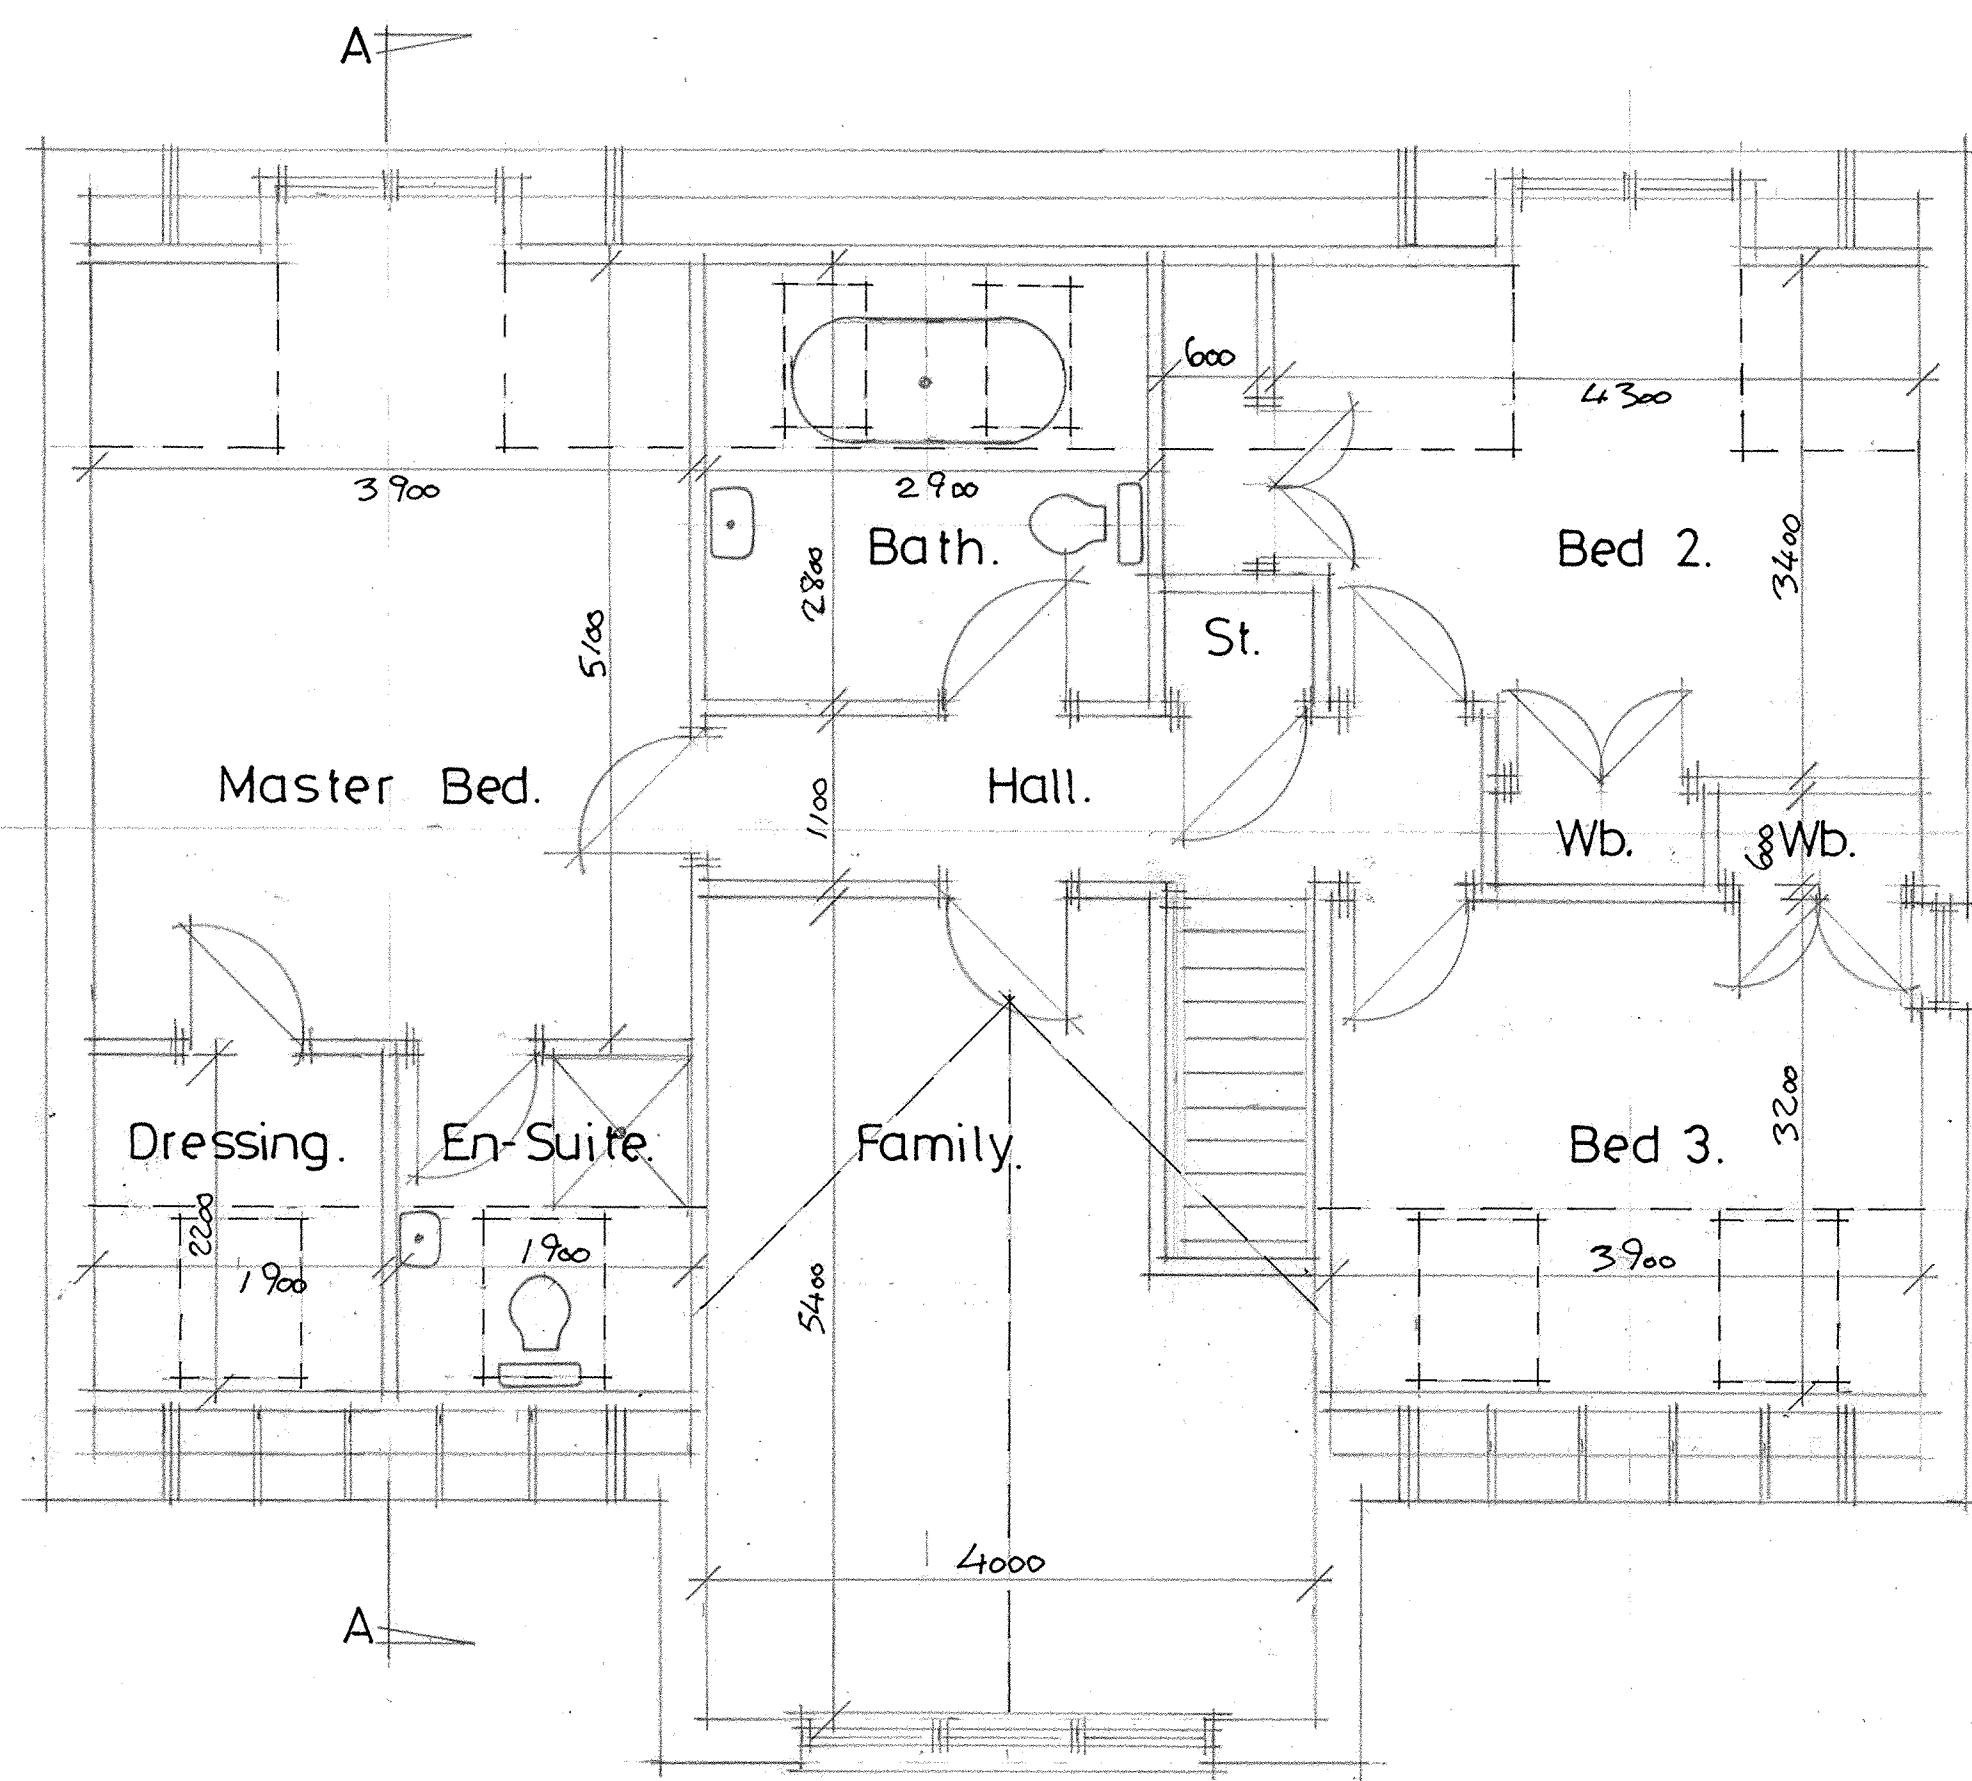 A
600
4300
3900
2900
Bath.
Bed 2.
2800
3400
5100
St.
Master Bed.
Hall.
1100
Wb.
600
Wb.
Dressing.
En-Suite.
Family.
Bed 3.
3200
2200
1900
1900
3900
5400
4000
A